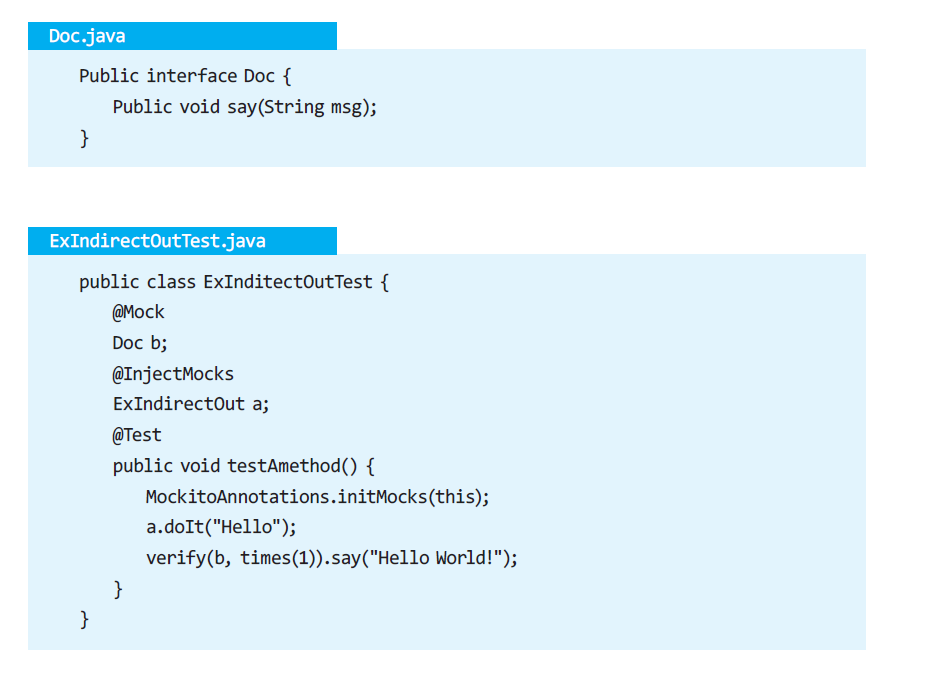 Doc.java
Public interface Doc {
Public void say(String msg);
}
ExIndirectOutTest.java
public class ExInditectOutTest {
@Mock
Doc b;
@InjectMocks
ExIndirectOut a;
@Test
public void testAmethod() {
MockitoAnnotations.initMocks(this);
a.doIt("Hello");
verify(b, times(1)).say("Hello World!");
}
}